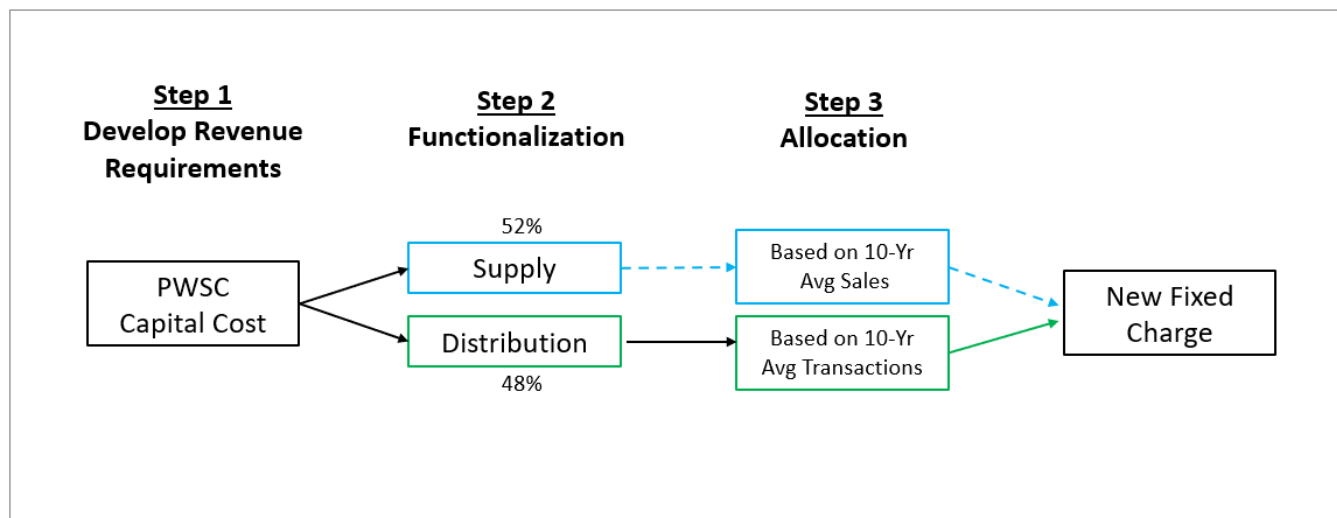 Step 1
Develop Revenue
Requirements
Step 2
Functionalization
Step 3
Allocation
PWSC
Capital Cost
52%
Supply
Distribution
48%
Based on 10-Yr
Avg Sales
Based on 10-Yr
Avg Transactions
New Fixed
Charge